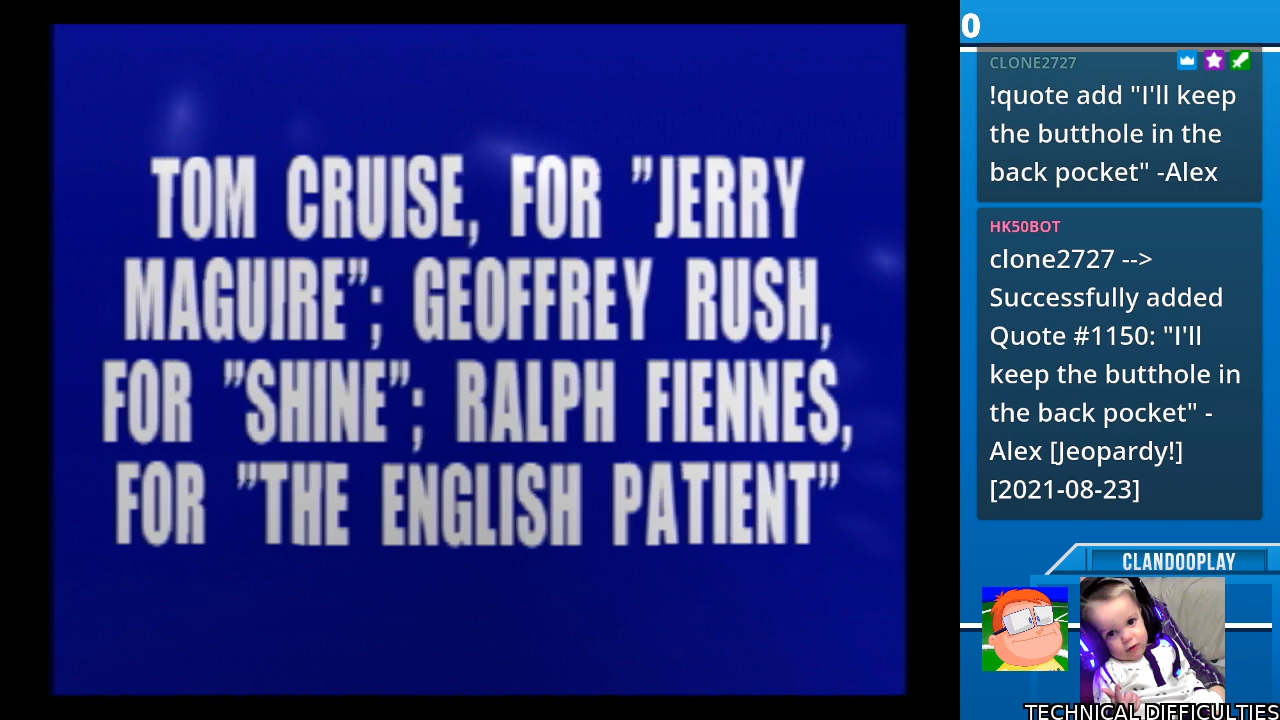 TOM CRUISE, FOR "JERRY
MAGUIRE"; GEOFFREY RUSH,
FOR "SHINE"; RALPH FIENNES,
FOR "THE ENGLISH PATIENT"
0
CLONE2727
!quote add "I'll keep
the butthole in the
back pocket" -Alex
HK50BOT
clone2727 -->
Successfully added
Quote #1150: "I'll
keep the butthole in
the back pocket" -
Alex [Jeopardy!]
[2021-08-23]
CLANDOOPLAY
TECHNICAL DIFFICULTIES